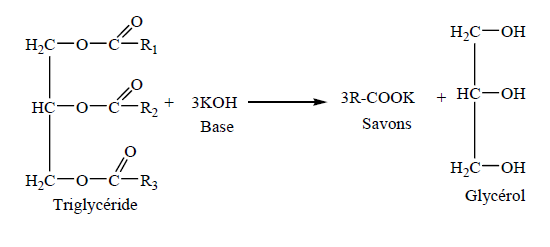 H₂C—O—C—R₁
O
HC—O—C—R₂
O
H₂C—O—C—R₃
O
Triglycéride
+
3KOH
Base
3R-COOK
Savons
+
H₂C—OH
HC—OH
H₂C—OH
Glycérol